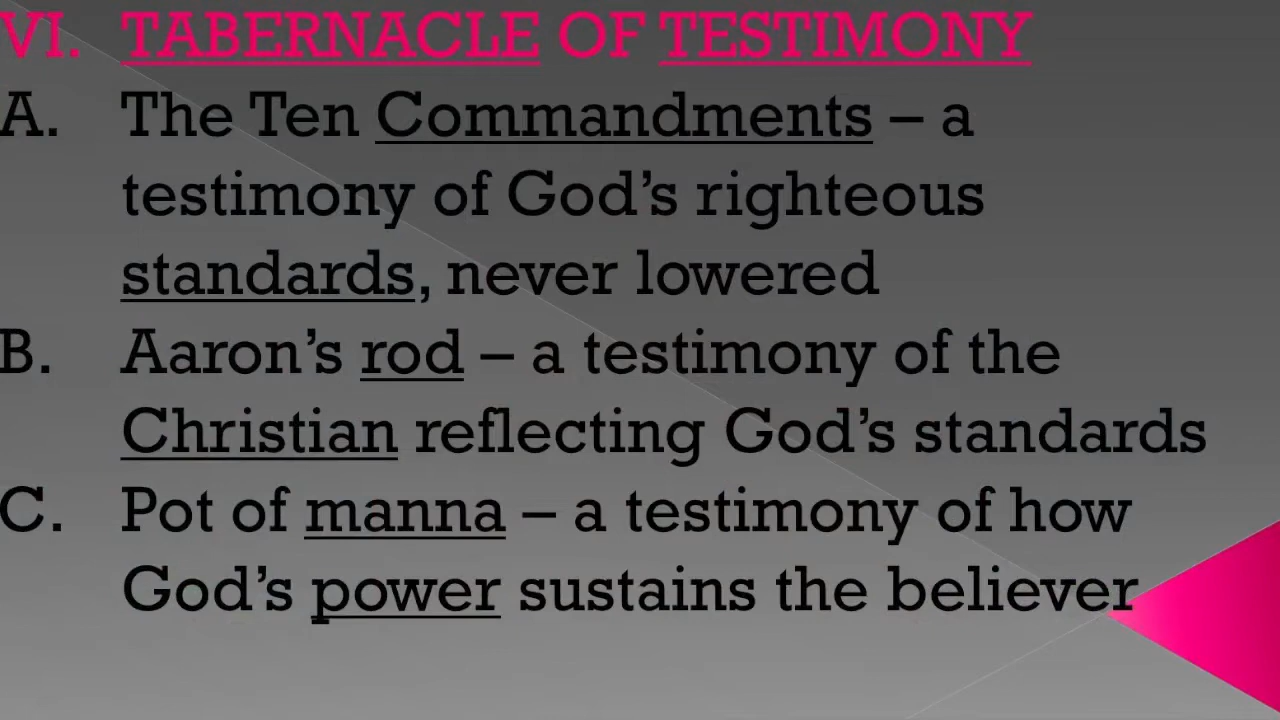 VI. TABERNACLE OF TESTIMONY
A. The Ten Commandments – a
testimony of God’s righteous
standards, never lowered
B. Aaron’s rod – a testimony of the
Christian reflecting God’s standards
C. Pot of manna – a testimony of how
God’s power sustains the believer